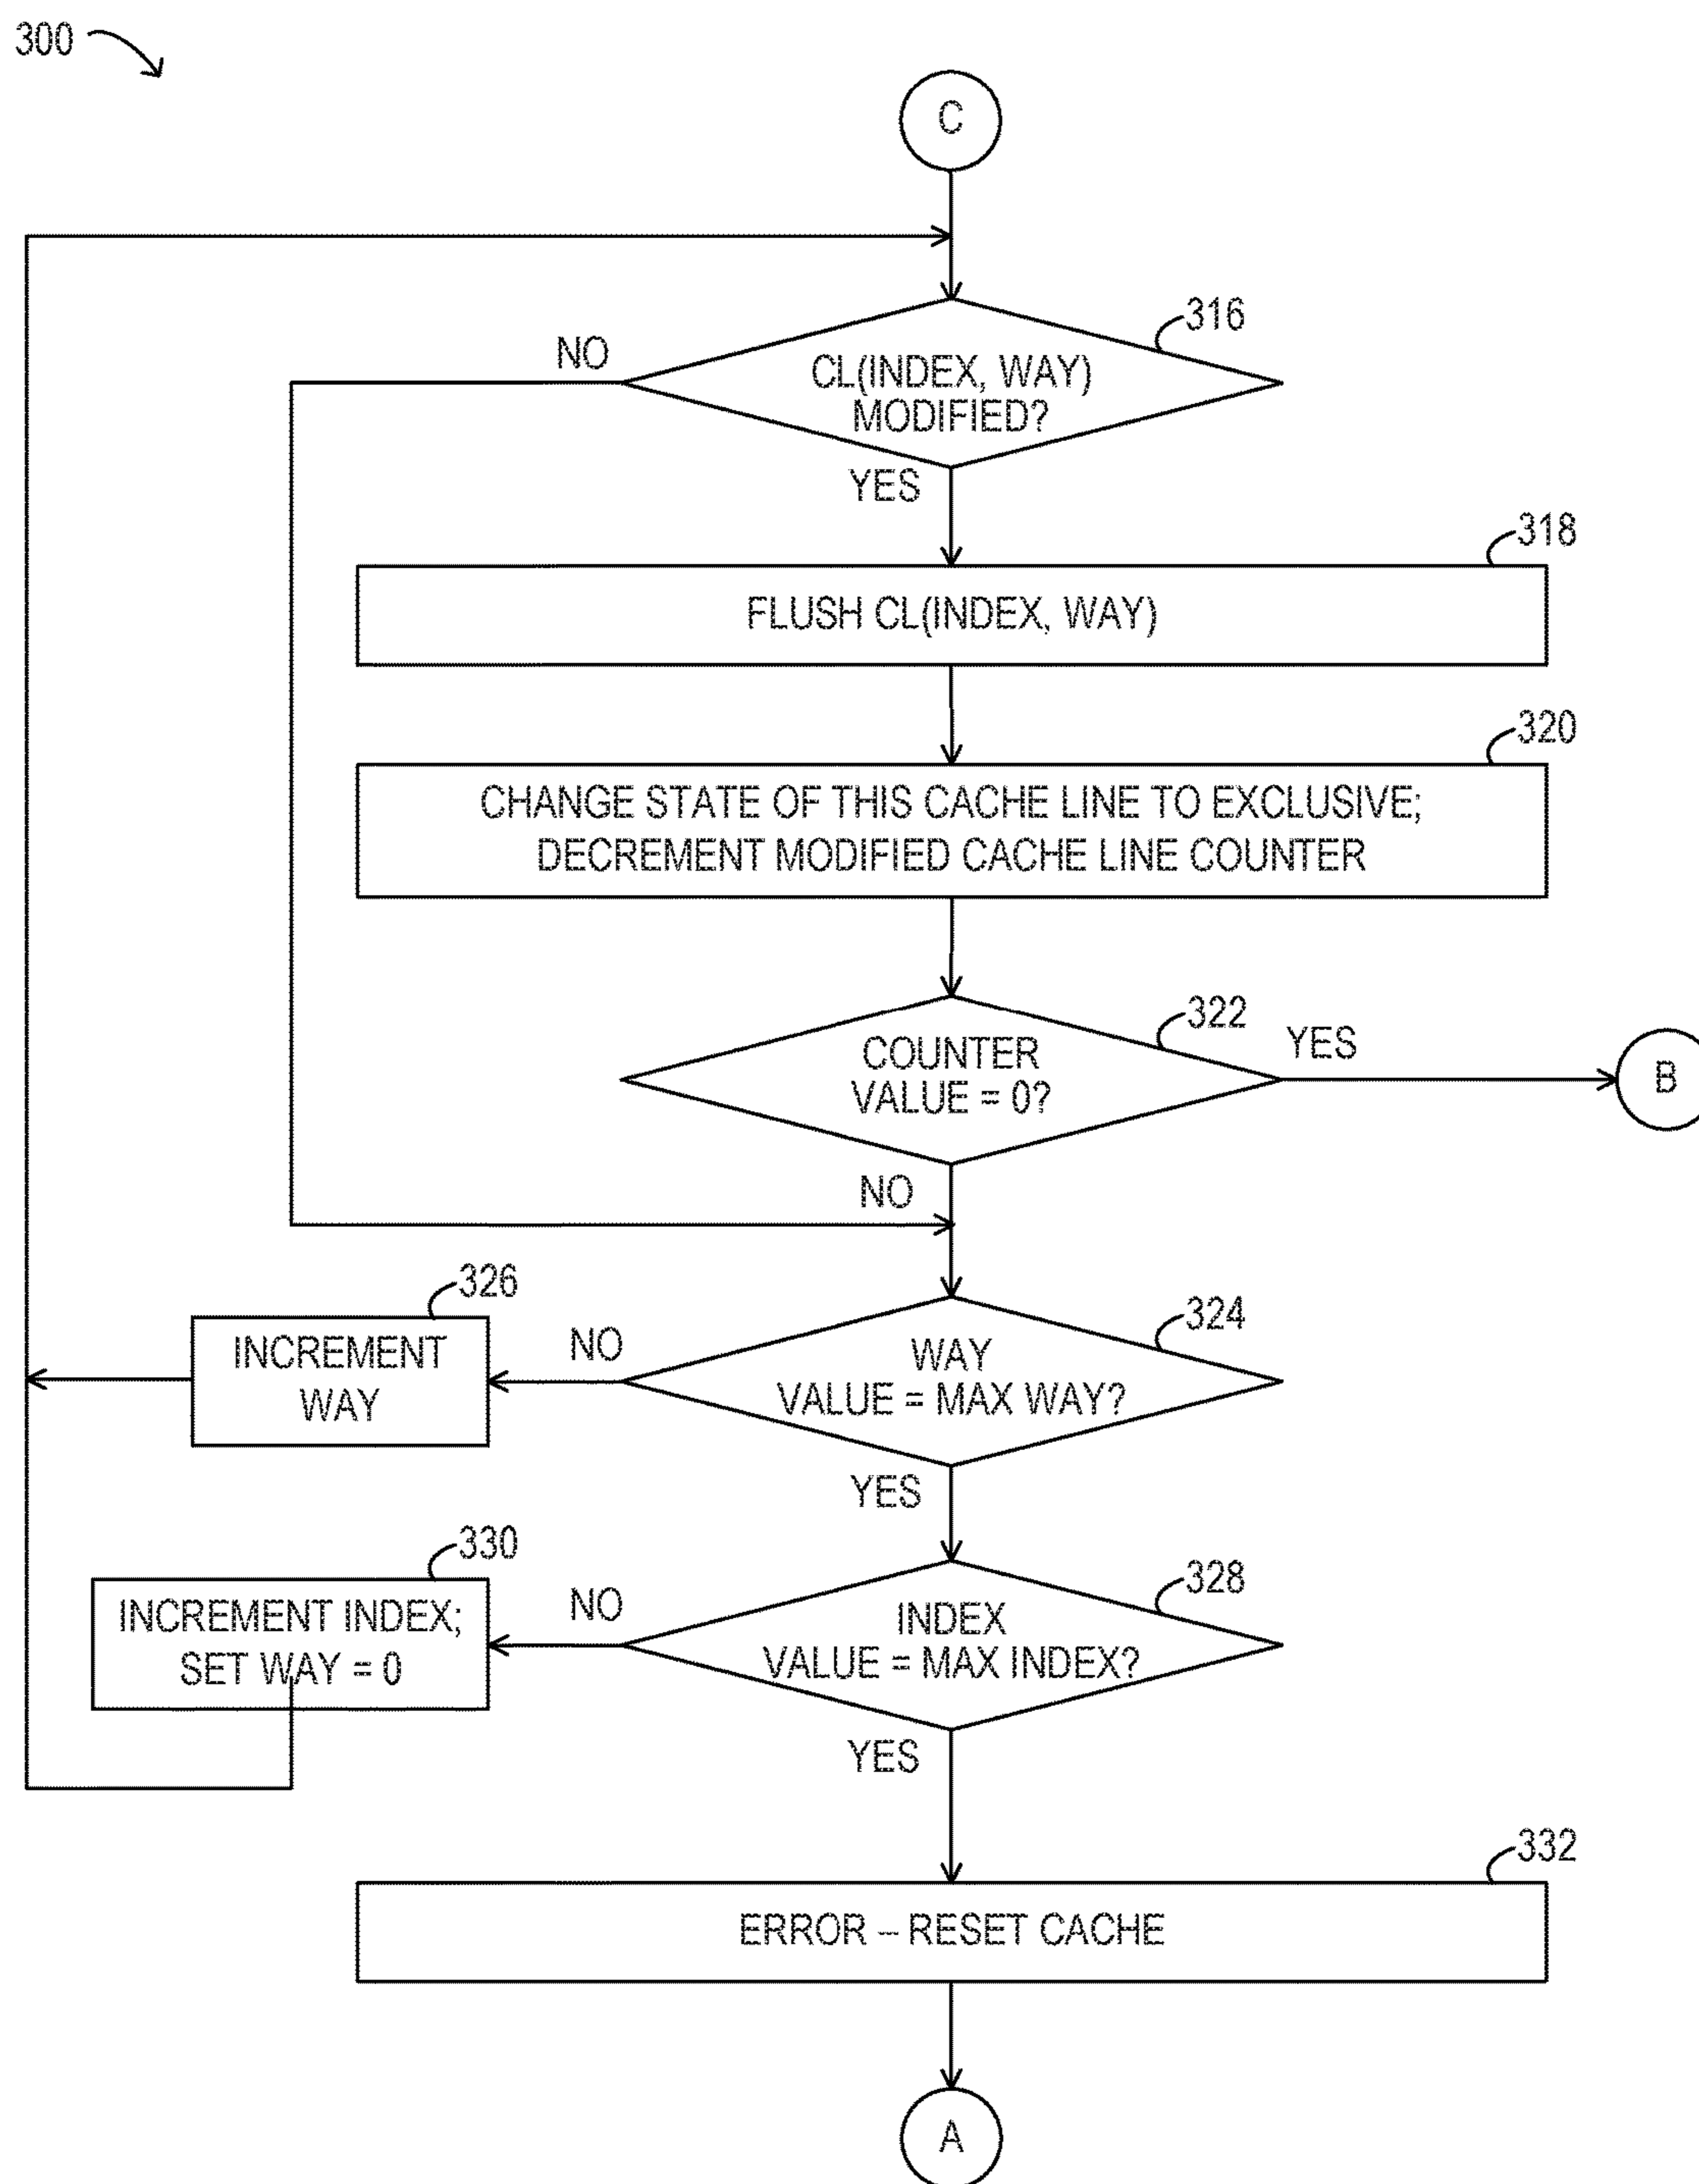 300
C
316
NO
CL(INDEX, WAY)
MODIFIED?
YES
318
FLUSH CL(INDEX, WAY)
320
CHANGE STATE OF THIS CACHE LINE TO EXCLUSIVE;
DECREMENT MODIFIED CACHE LINE COUNTER
322
YES
COUNTER
VALUE = 0?
B
NO
326
324
INCREMENT
WAY
NO
WAY
VALUE = MAX WAY?
YES
330
328
INCREMENT INDEX;
SET WAY = 0
NO
INDEX
VALUE = MAX INDEX?
YES
332
ERROR – RESET CACHE
A